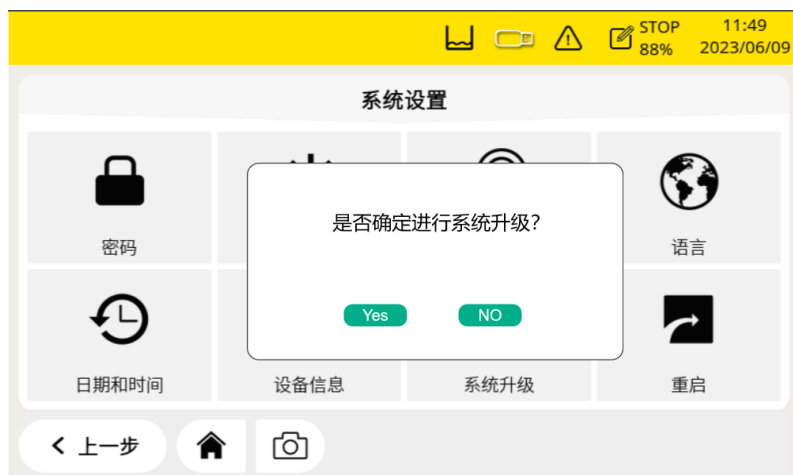 STOP
88%
11:49
2023/06/09
系统设置
密码
语言
是否确定进行系统升级?
Yes
NO
日期和时间
设备信息
系统升级
重启
上一步